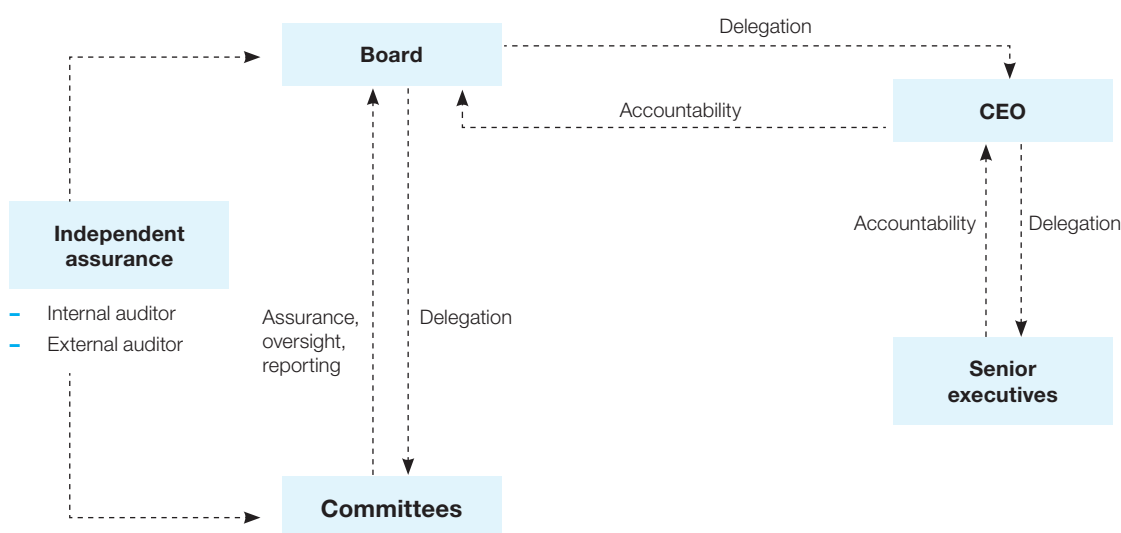 Delegation
Board
Accountability
CEO
Independent
assurance
Accountability
Delegation
Internal auditor
External auditor
Assurance,
oversight,
reporting
Delegation
Senior
executives
Committees